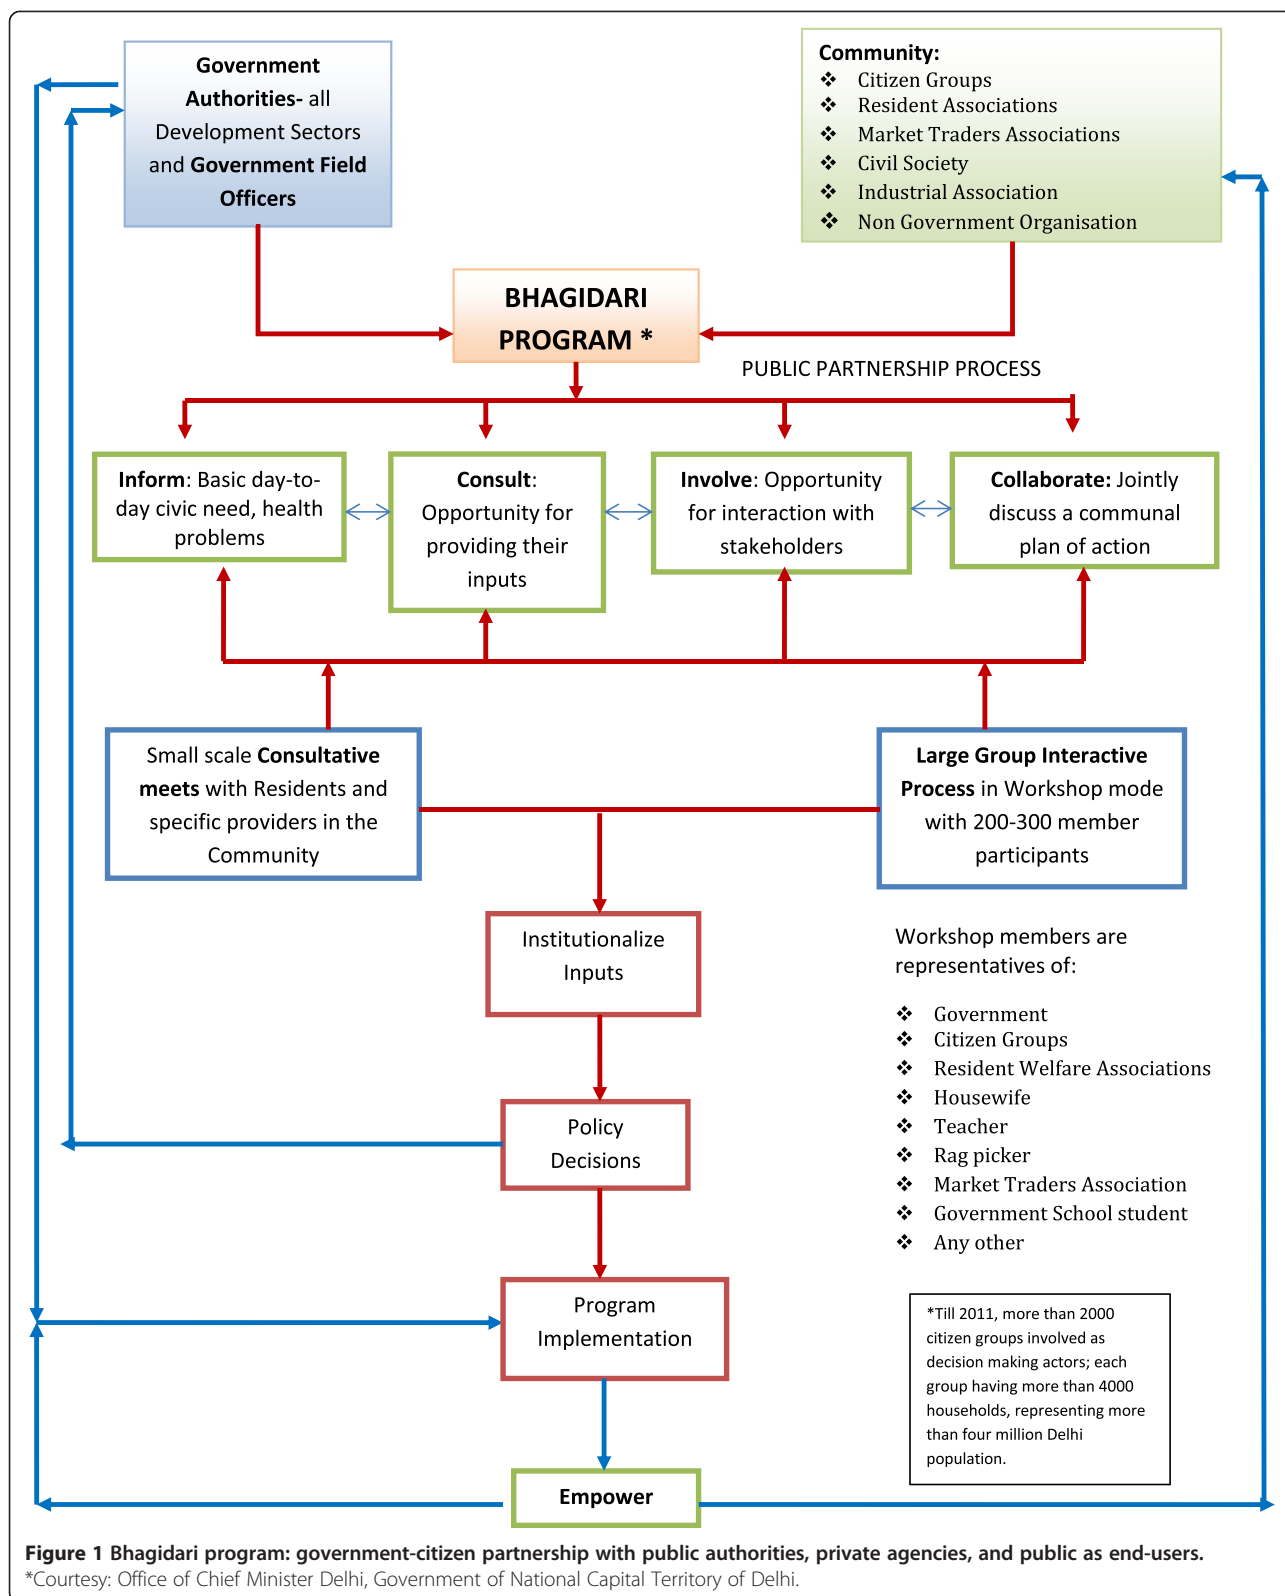 Government
Authorities- all
Development Sectors
and Government Field
Officers
Community:
❖ Citizen Groups
❖ Resident Associations
❖ Market Traders Associations
❖ Civil Society
❖ Industrial Association
❖ Non Government Organisation
BHAGIDARI
PROGRAM *
PUBLIC PARTNERSHIP PROCESS
Inform: Basic day-to-
day civic need, health
problems
Consult:
Opportunity for
providing their
inputs
Involve: Opportunity
for interaction with
stakeholders
Collaborate: Jointly
discuss a communal
plan of action
Small scale Consultative
meets with Residents and
specific providers in the
Community
Large Group Interactive
Process in Workshop mode
with 200-300 member
participants
Institutionalize
Inputs
Workshop members are
representatives of:
❖ Government
❖ Citizen Groups
❖ Resident Welfare Associations
❖ Housewife
❖ Teacher
❖ Rag picker
❖ Market Traders Association
❖ Government School student
❖ Any other
Policy
Decisions
Program
Implementation
*Till 2011, more than 2000
citizen groups involved as
decision making actors; each
group having more than 4000
households, representing more
than four million Delhi
population.
Empower
Figure 1 Bhagidari program: government-citizen partnership with public authorities, private agencies, and public as end-users.
*Courtesy: Office of Chief Minister Delhi, Government of National Capital Territory of Delhi.